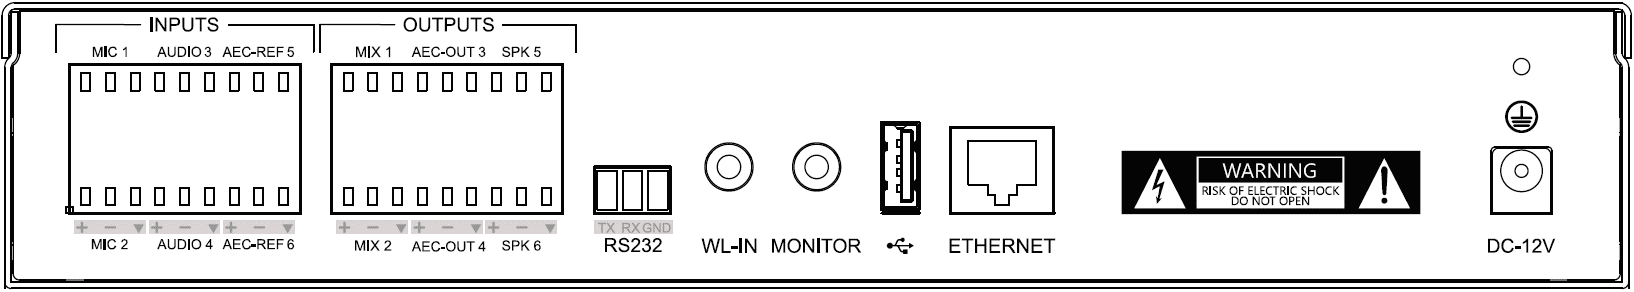 INPUTS
OUTPUTS
MIC 1 AUDIO 3 AEC-REF 5
MIX 1 AEC-OUT 3 SPK 5
+ − ▼ + − ▼ + − ▼
+ − ▼ + − ▼ + − ▼
MIC 2 AUDIO 4 AEC-REF 6
MIX 2 AEC-OUT 4 SPK 6
TX RX GND
RS232
WL-IN
MONITOR
ETHERNET
WARNING
RISK OF ELECTRIC SHOCK
DO NOT OPEN
DC-12V